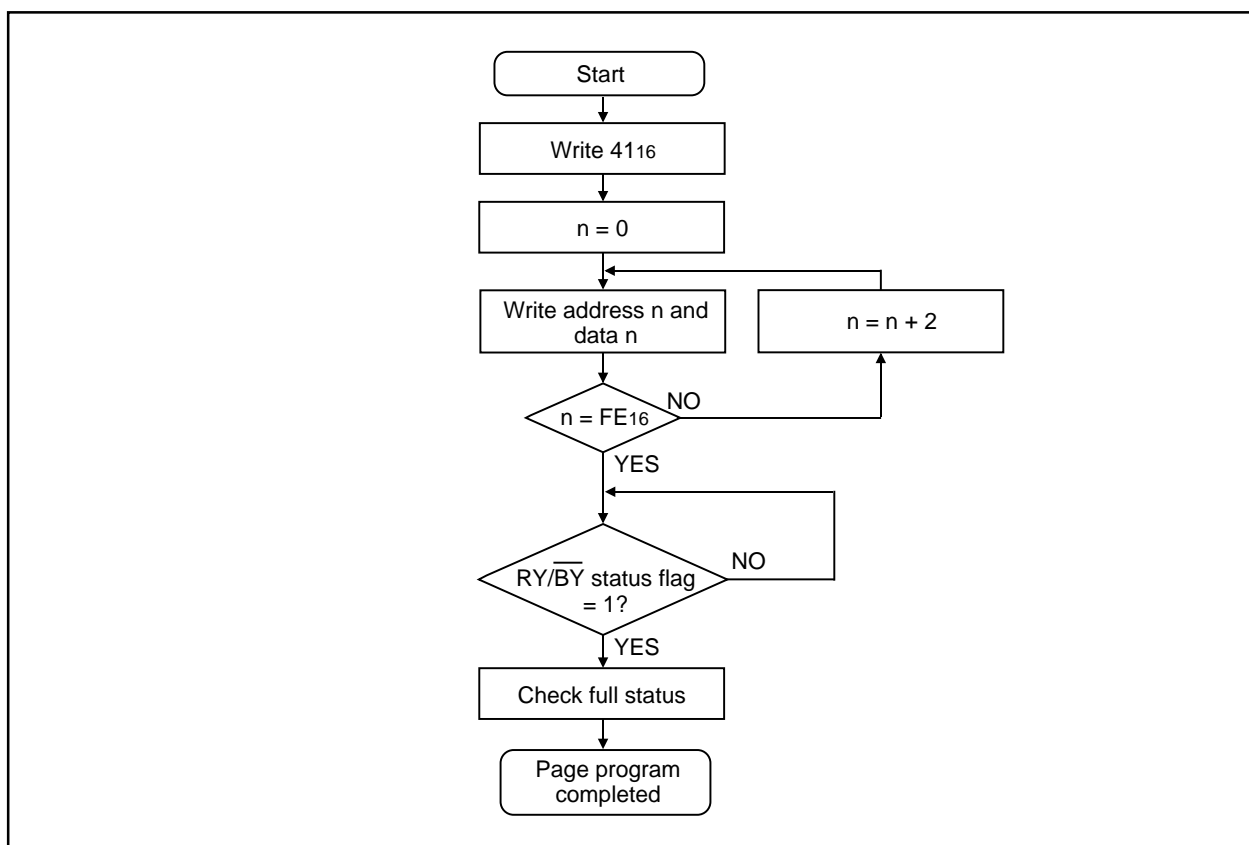 Start
Write 4116
n = 0
Write address n and
data n
n = n + 2
n = FE16
NO
YES
RY/B̅Y̅ status flag
= 1?
NO
YES
Check full status
Page program
completed